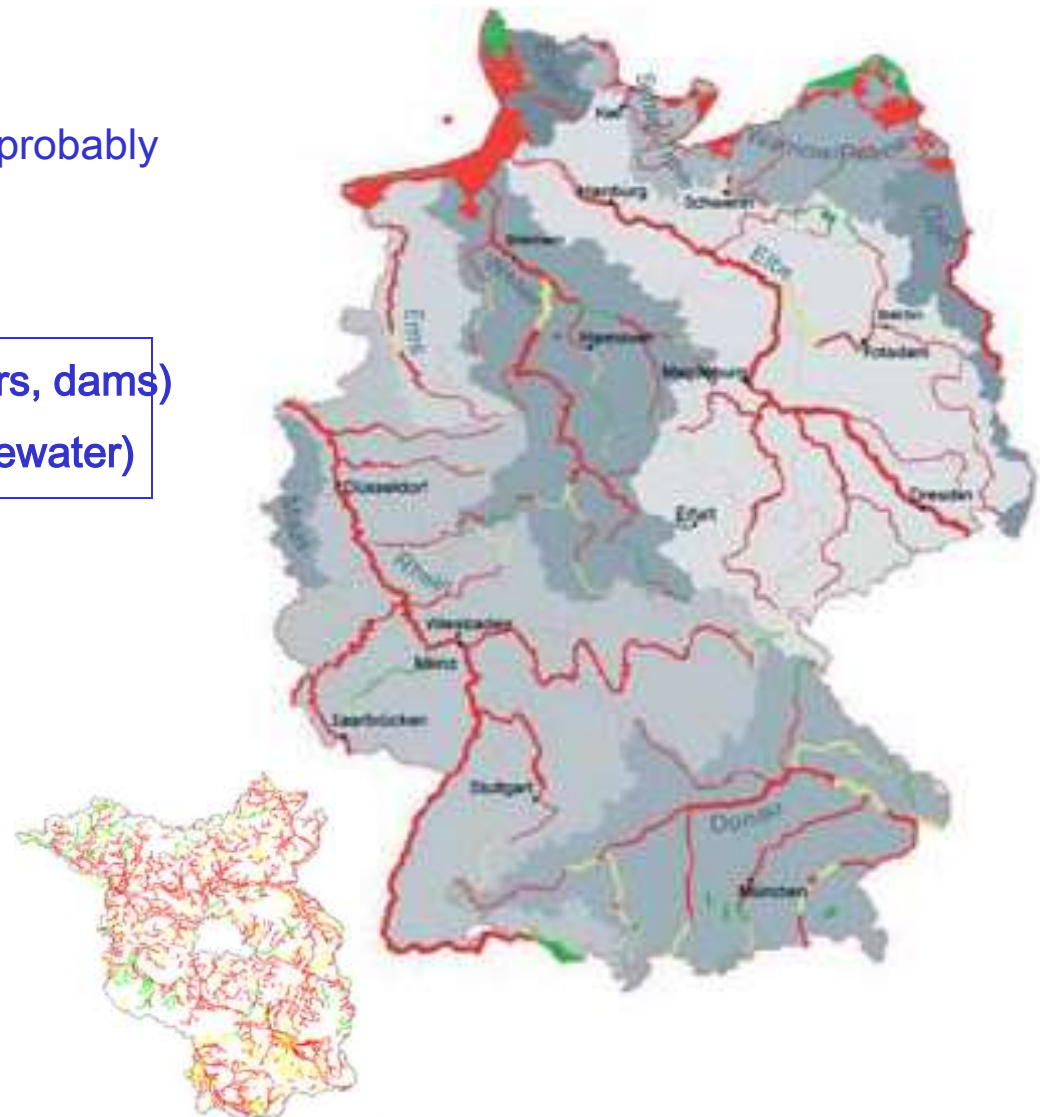 probably
rs, dams)
ewater)
Kiel
Hamburg
Schwerin
Bremen
Elbe
Ems
Berlin
Potsdam
Hannover
Magdeburg
Düsseldorf
Dresden
Erfurt
Rhein
Wiesbaden
Mainz
Saarbrücken
Stuttgart
Donau
München